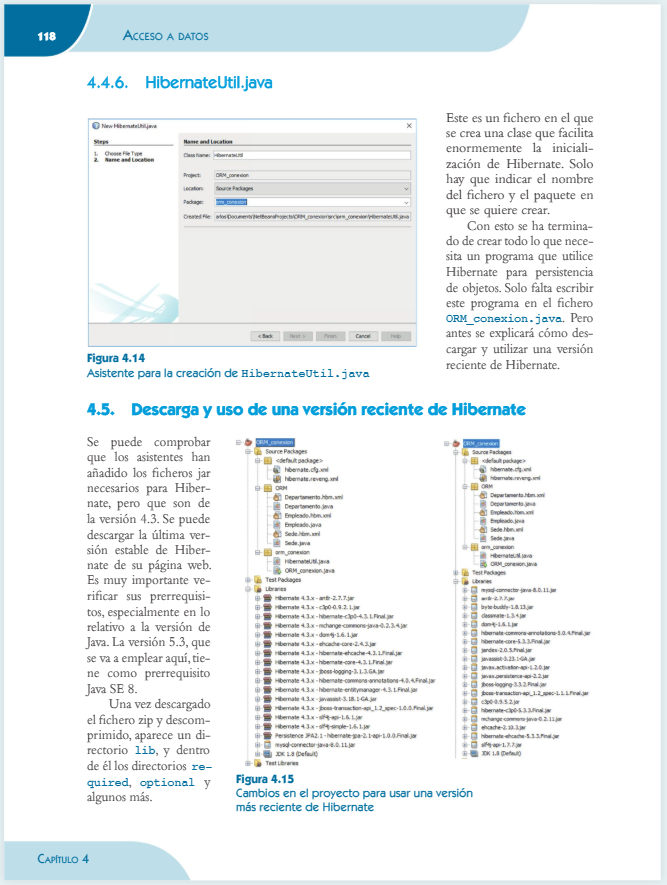 118
ACCESO A DATOS
4.4.6. HibernateUtil.java
New HibernateUtil.java
Steps
1. Choose File Type
2. Name and Location
Name and Location
Class Name: HibernateUtil
Project: ORM_conexion
Location: Source Packages
Package: orm_conexion
Created File: arlos\Documents\NetBeansProjects\ORM_conexion\src\orm_conexion\HibernateUtil.java
< Back Next > Finish Cancel Help
Figura 4.14
Asistente para la creación de HibernateUtil.java
Este es un fichero en el que
se crea una clase que facilita
enormemente la iniciali-
zación de Hibernate. Solo
hay que indicar el nombre
del fichero y el paquete en
que se quiere crear.
Con esto se ha termina-
do de crear todo lo que nece-
sita un programa que utilice
Hibernate para persistencia
de objetos. Solo falta escribir
este programa en el fichero
ORM_conexion.java. Pero
antes se explicará cómo des-
cargar y utilizar una versión
reciente de Hibernate.
4.5. Descarga y uso de una versión reciente de Hibernate
Se puede comprobar
que los asistentes han
añadido los ficheros jar
necesarios para Hiber-
nate, pero que son de
la versión 4.3. Se puede
descargar la última ver-
sión estable de Hiber-
nate de su página web.
Es muy importante ve-
rificar sus prerrequisi-
tos, especialmente en lo
relativo a la versión de
Java. La versión 5.3, que
se va a emplear aquí, tie-
ne como prerrequisito
Java SE 8.
Una vez descargado
el fichero zip y descom-
primido, aparece un di-
rectorio lib, y dentro
de él los directorios re-
quired, optional y
algunos más.
ORM_conexion
Source Packages
<default package>
hibernate.cfg.xml
hibernate.reveng.xml
ORM
Departamento.hbm.xml
Departamento.java
Empleado.hbm.xml
Empleado.java
Sede.hbm.xml
Sede.java
orm_conexion
HibernateUtil.java
ORM_conexion.java
Test Packages
Libraries
Hibernate 4.3.x - antlr-2.7.7.jar
Hibernate 4.3.x - c3p0-0.9.2.1.jar
Hibernate 4.3.x - hibernate-c3p0-4.3.1.Final.jar
Hibernate 4.3.x - mchange-commons-java-0.2.3.4.jar
Hibernate 4.3.x - dom4j-1.6.1.jar
Hibernate 4.3.x - ehcache-core-2.4.3.jar
Hibernate 4.3.x - hibernate-ehcache-4.3.1.Final.jar
Hibernate 4.3.x - hibernate-core-4.3.1.Final.jar
Hibernate 4.3.x - jboss-logging-3.1.3.GA.jar
Hibernate 4.3.x - hibernate-commons-annotations-4.0.4.Final.jar
Hibernate 4.3.x - hibernate-entitymanager-4.3.1.Final.jar
Hibernate 4.3.x - javassist-3.18.1-GA.jar
Hibernate 4.3.x - jboss-transaction-api_1.2_spec-1.0.0.Final.jar
Hibernate 4.3.x - slf4j-api-1.6.1.jar
Hibernate 4.3.x - slf4j-simple-1.6.1.jar
Persistence JPA2.1 - hibernate-jpa-2.1-api-1.0.0.Final.jar
mysql-connector-java-8.0.11.jar
JDK 1.8 (Default)
Test Libraries
ORM_conexion
Source Packages
<default package>
hibernate.cfg.xml
hibernate.reveng.xml
ORM
Departamento.hbm.xml
Departamento.java
Empleado.hbm.xml
Empleado.java
Sede.hbm.xml
Sede.java
orm_conexion
HibernateUtil.java
ORM_conexion.java
Test Packages
Libraries
mysql-connector-java-8.0.11.jar
antlr-2.7.7.jar
byte-buddy-1.8.13.jar
classmate-1.3.4.jar
dom4j-1.6.1.jar
hibernate-commons-annotations-5.0.4.Final.jar
hibernate-core-5.3.3.Final.jar
jandex-2.0.5.Final.jar
javassist-3.23.1-GA.jar
javax.activation-api-1.2.0.jar
javax.persistence-api-2.2.jar
jboss-logging-3.3.2.Final.jar
jboss-transaction-api_1.2_spec-1.1.1.Final.jar
c3p0-0.9.5.2.jar
hibernate-c3p0-5.3.3.Final.jar
mchange-commons-java-0.2.11.jar
ehcache-2.10.3.jar
hibernate-ehcache-5.3.3.Final.jar
slf4j-api-1.7.7.jar
JDK 1.8 (Default)
Figura 4.15
Cambios en el proyecto para usar una versión
más reciente de Hibernate
CAPÍTULO 4